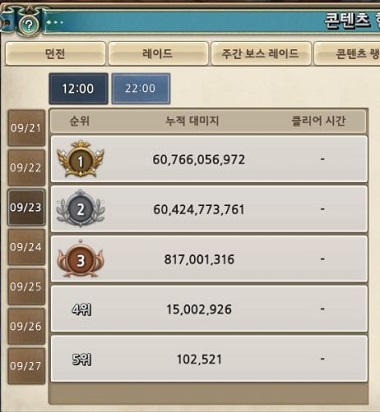 ?
콘텐츠
던전 레이드 주간 보스 레이드 콘텐츠 랭
12:00 22:00
순위 누적 대미지 클리어 시간
09/21
09/22
09/23
09/24
09/25
09/26
09/27
1 60,766,056,972 -
2 60,424,773,761 -
3 817,001,316 -
4위 15,002,926 -
5위 102,521 -